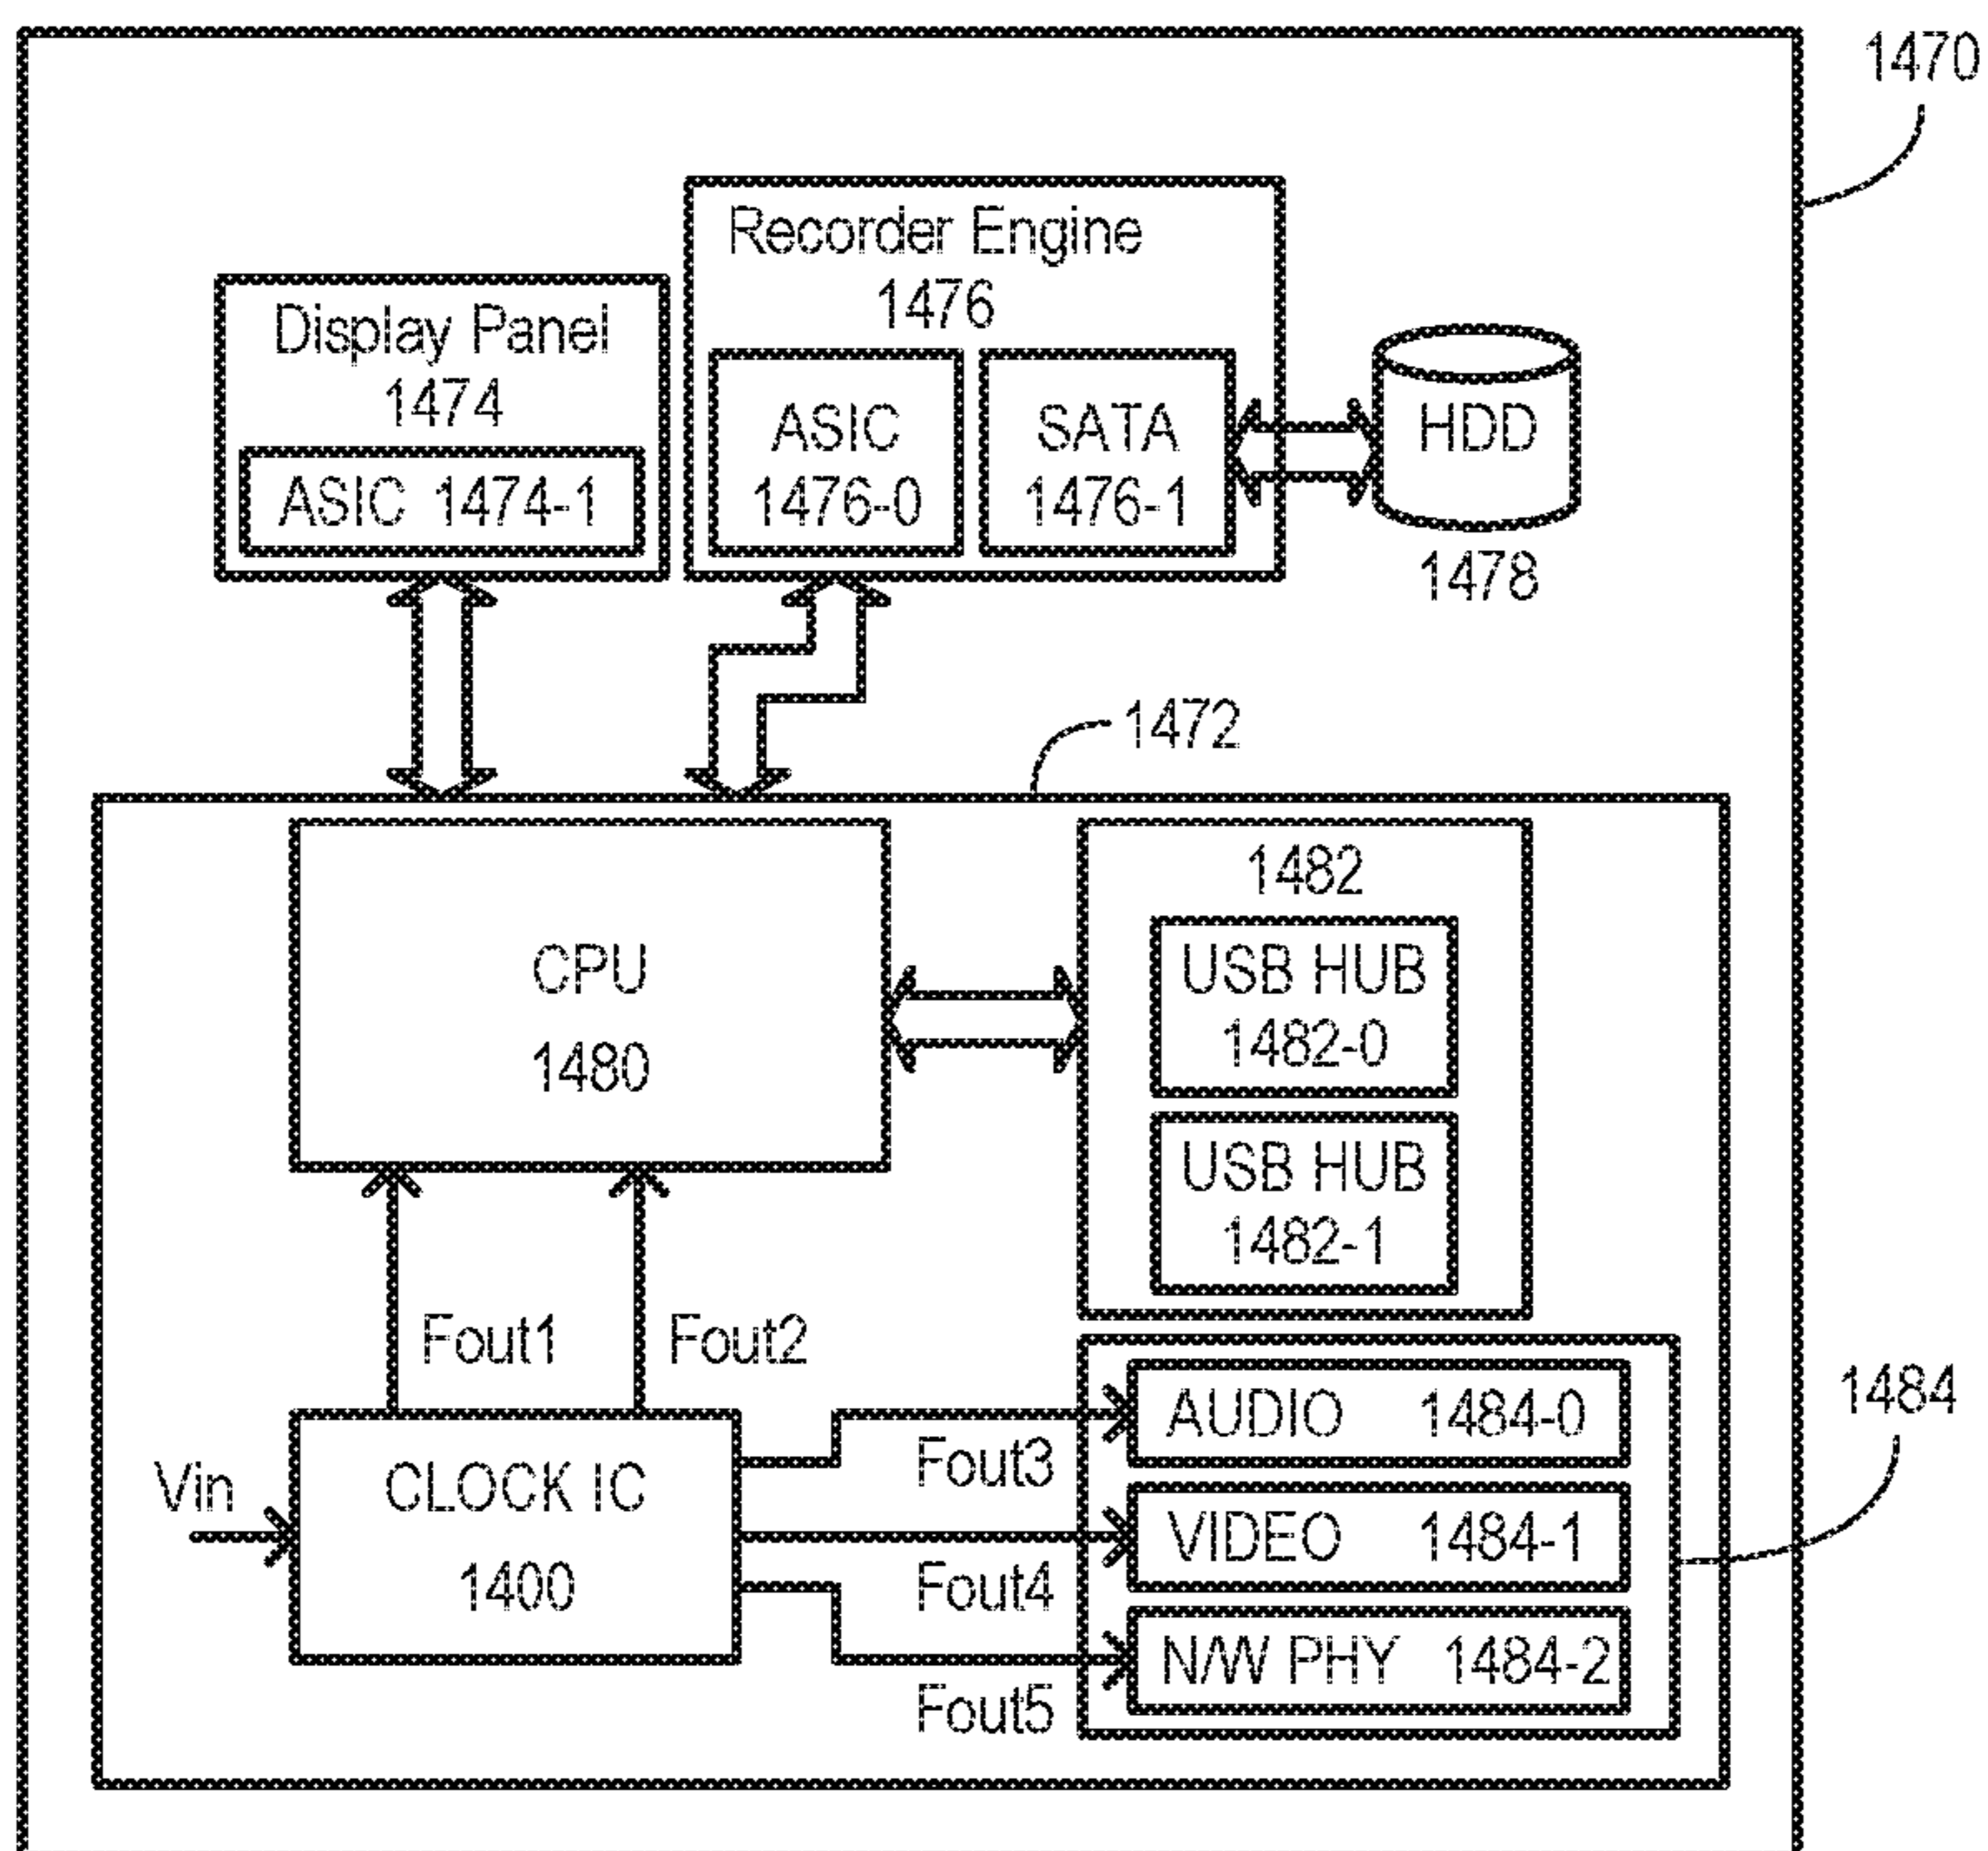 1470
Recorder Engine
1476
Display Panel
1474
ASIC 1474-1
ASIC
1476-0
SATA
1476-1
HDD
1478
1472
CPU
1480
1482
USB HUB
1482-0
USB HUB
1482-1
Fout1
Fout2
Vin
CLOCK IC
1400
Fout3
Fout4
Fout5
AUDIO 1484-0
VIDEO 1484-1
N/W PHY 1484-2
1484